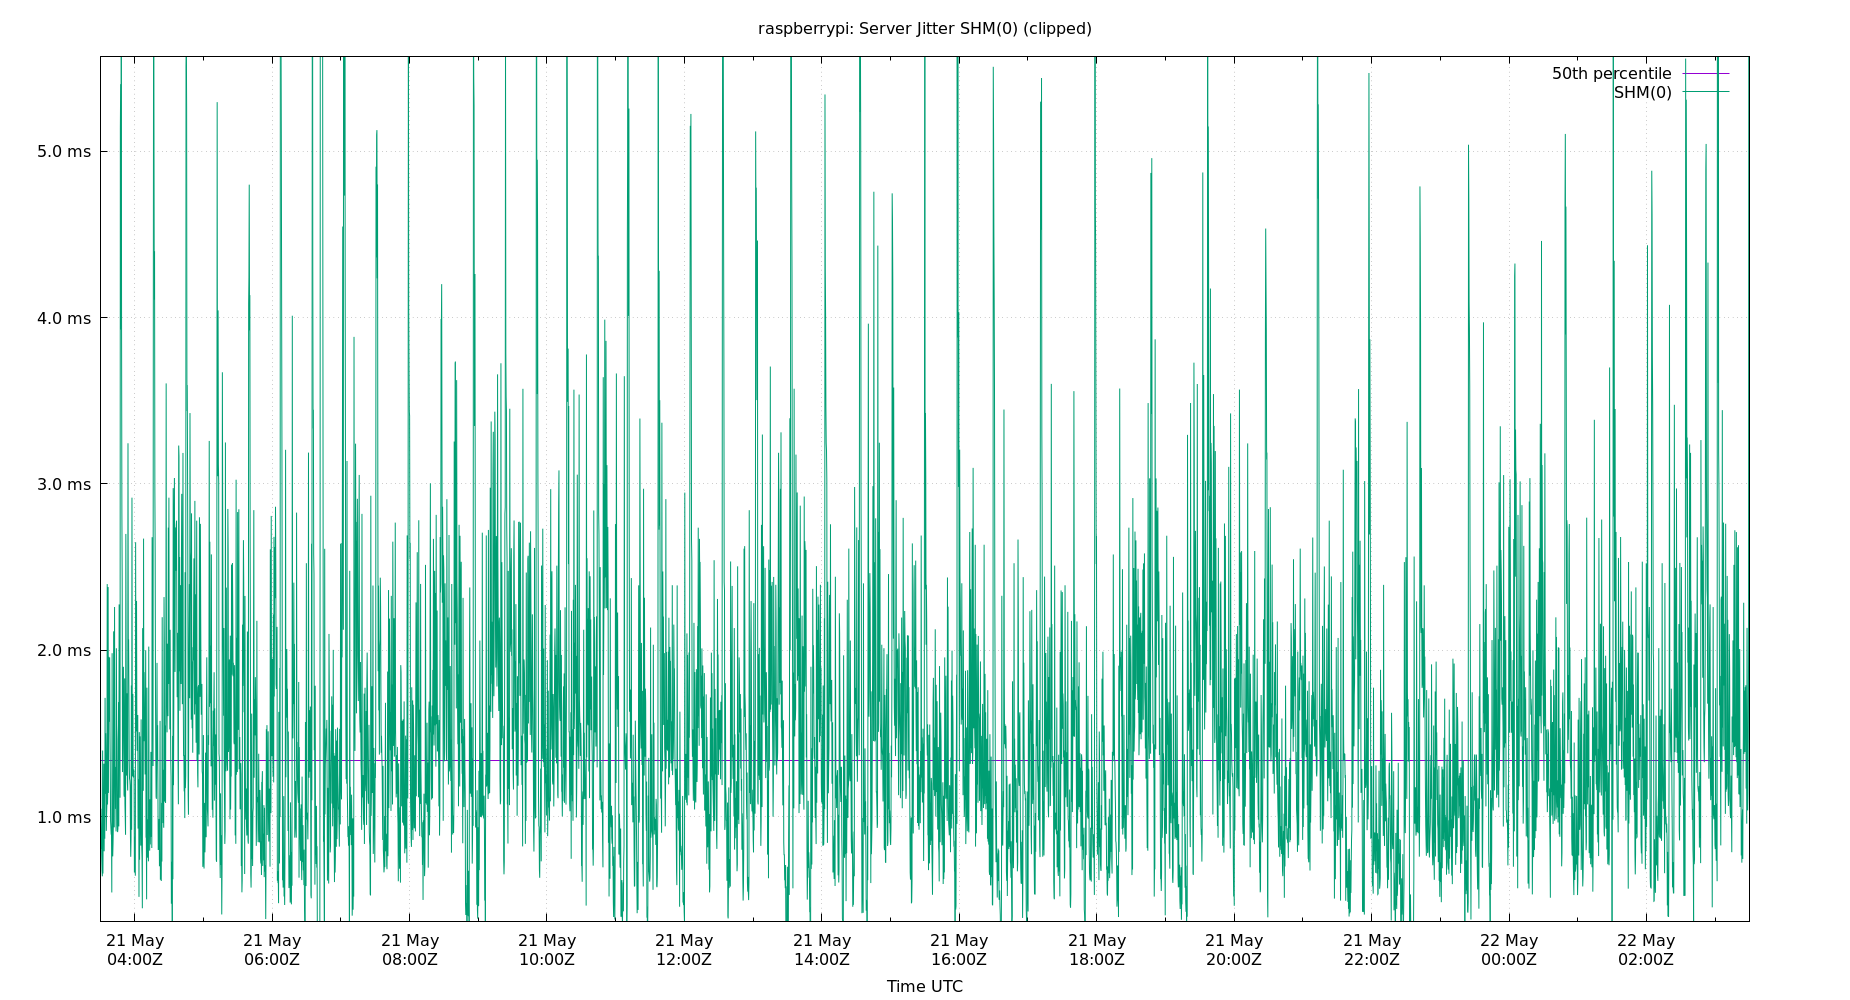 raspberrypi: Server Jitter SHM(0) (clipped)
50th percentile
SHM(0)
5.0 ms
4.0 ms
3.0 ms
2.0 ms
1.0 ms
21 May 21 May 21 May 21 May 21 May 21 May 21 May 21 May 21 May 21 May 22 May 22 May
04:00Z 06:00Z 08:00Z 10:00Z 12:00Z 14:00Z 16:00Z 18:00Z 20:00Z 22:00Z 00:00Z 02:00Z
Time UTC